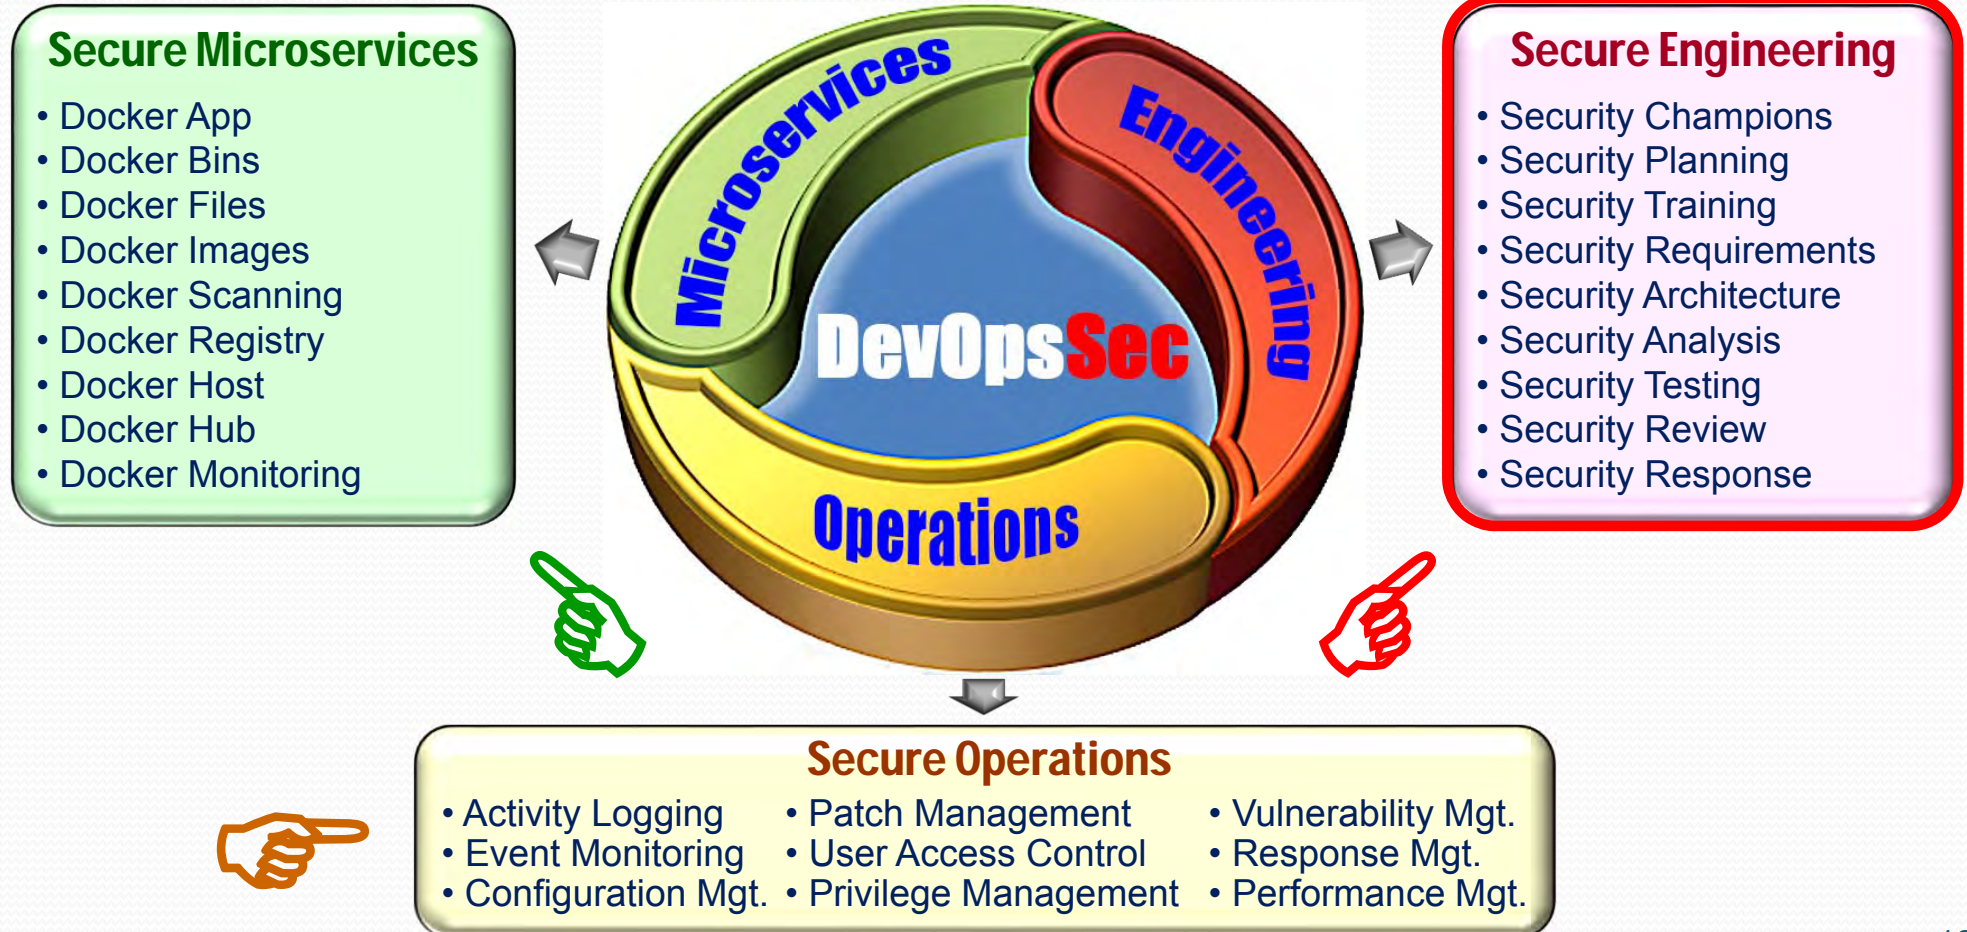 Secure Microservices
• Docker App
• Docker Bins
• Docker Files
• Docker Images
• Docker Scanning
• Docker Registry
• Docker Host
• Docker Hub
• Docker Monitoring
Microservices
Engineering
DevOpsSec
Operations
Secure Engineering
• Security Champions
• Security Planning
• Security Training
• Security Requirements
• Security Architecture
• Security Analysis
• Security Testing
• Security Review
• Security Response
Secure Operations
• Activity Logging
• Event Monitoring
• Configuration Mgt.
• Patch Management
• User Access Control
• Privilege Management
• Vulnerability Mgt.
• Response Mgt.
• Performance Mgt.